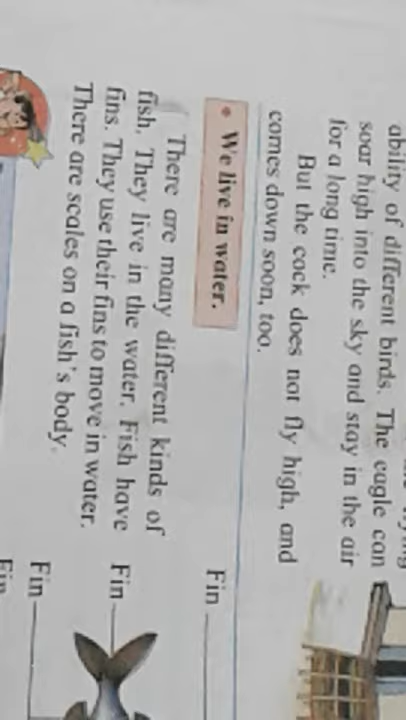 ability of different birds. The eagle can
soar high into the sky and stay in the air
for a long time.
But the cock does not fly high, and
comes down soon, too.
• We live in water.
There are many different kinds of
fish. They live in the water. Fish have
fins. They use their fins to move in water.
There are scales on a fish's body.
Fin
Fin
Fin
Fin